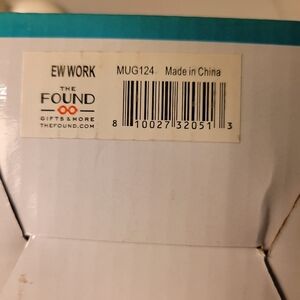 EW WORK
THE
FOUND
GIFTS & MORE
THEFOUND.COM
MUG124 Made in China
8 10027 32051 3